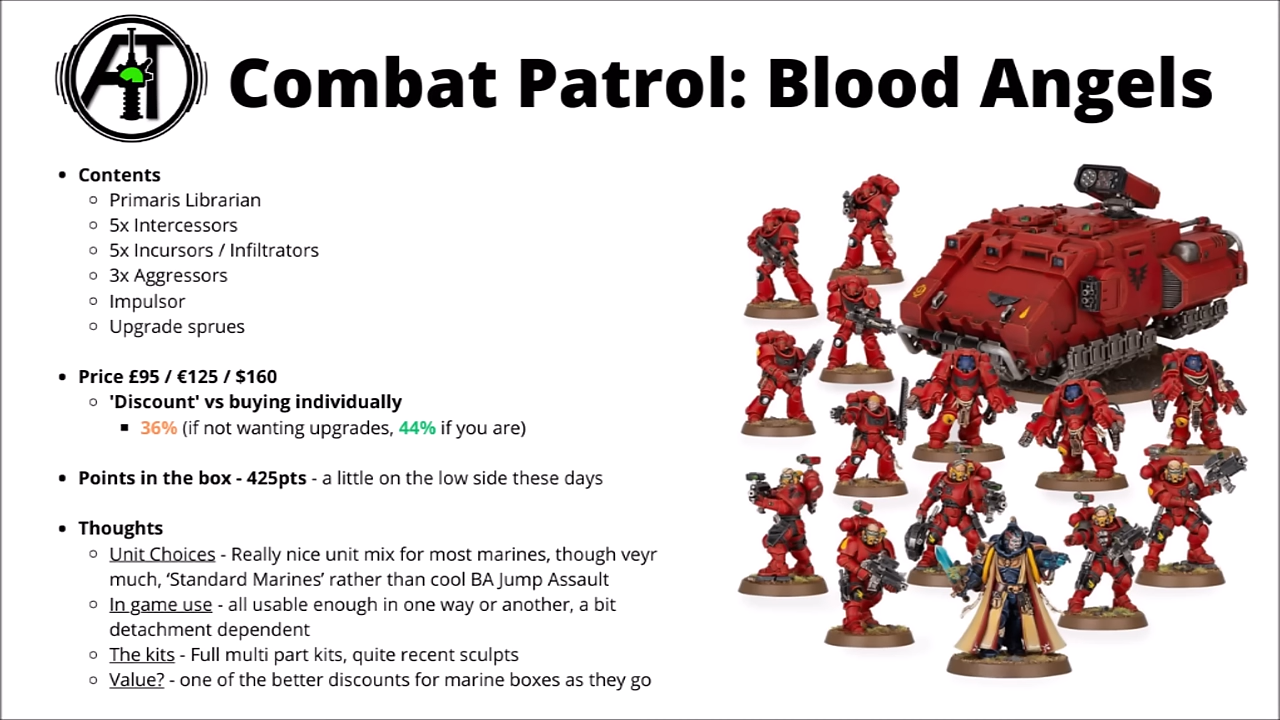 AT
Combat Patrol: Blood Angels
• Contents
○ Primaris Librarian
○ 5x Intercessors
○ 5x Incursors / Infiltrators
○ 3x Aggressors
○ Impulsor
○ Upgrade sprues
• Price £95 / €125 / $160
○ 'Discount' vs buying individually
▪ 36% (if not wanting upgrades, 44% if you are)
• Points in the box - 425pts - a little on the low side these days
• Thoughts
○ Unit Choices - Really nice unit mix for most marines, though veyr
much, ‘Standard Marines’ rather than cool BA Jump Assault
○ In game use - all usable enough in one way or another, a bit
detachment dependent
○ The kits - Full multi part kits, quite recent sculpts
○ Value? - one of the better discounts for marine boxes as they go